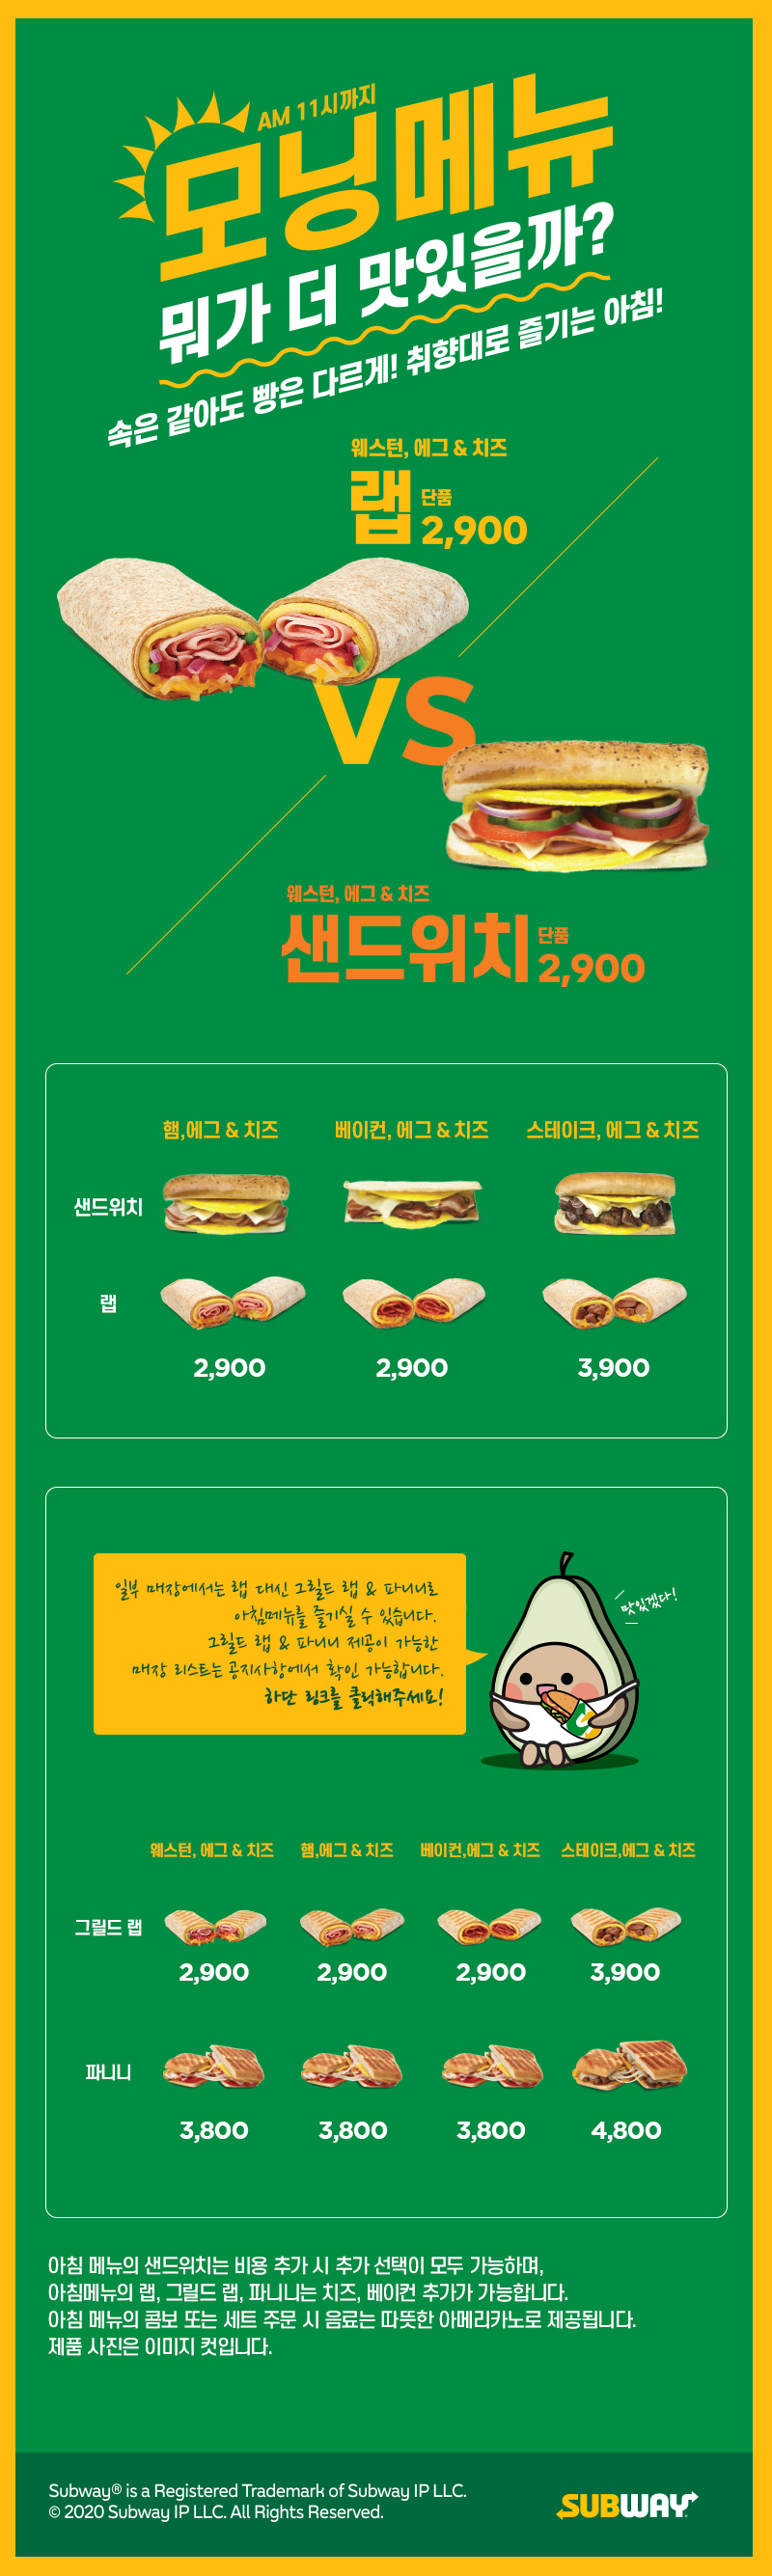 AM 11시까지
모닝메뉴
뭐가 더 맛있을까?
속은 같아도 빵은 다르게! 취향대로 즐기는 아침!
웨스턴, 에그 & 치즈
랩 단품 2,900
VS
웨스턴, 에그 & 치즈
샌드위치 단품 2,900
햄,에그 & 치즈 베이컨, 에그 & 치즈 스테이크, 에그 & 치즈
샌드위치
랩
2,900 2,900 3,900
일부 매장에서는 랩 대신 그릴드 랩 & 파니니로
아침메뉴를 즐기실 수 있습니다.
그릴드 랩 & 파니니 제공이 가능한
매장 리스트는 공지사항에서 확인 가능합니다.
하단 링크를 클릭해주세요!
맛있겠다!
웨스턴, 에그 & 치즈 햄,에그 & 치즈 베이컨,에그 & 치즈 스테이크,에그 & 치즈
그릴드 랩
2,900 2,900 2,900 3,900
파니니
3,800 3,800 3,800 4,800
아침 메뉴의 샌드위치는 비용 추가 시 추가 선택이 모두 가능하며,
아침메뉴의 랩, 그릴드 랩, 파니니는 치즈, 베이컨 추가가 가능합니다.
아침 메뉴의 콤보 또는 세트 주문 시 음료는 따뜻한 아메리카노로 제공됩니다.
제품 사진은 이미지 컷입니다.
Subway® is a Registered Trademark of Subway IP LLC.
© 2020 Subway IP LLC. All Rights Reserved.
SUBWAY